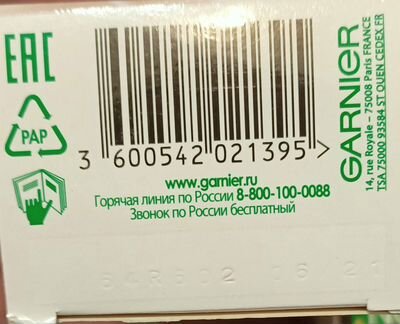 EAC
PAP
3 600542 021395 >
www.garnier.ru
Горячая линия по России 8-800-100-0088
Звонок по России бесплатный
GARNIER
14, rue Royale – 75008 Paris FRANCE
TSA 75000 93584 ST OUEN CEDEX FR